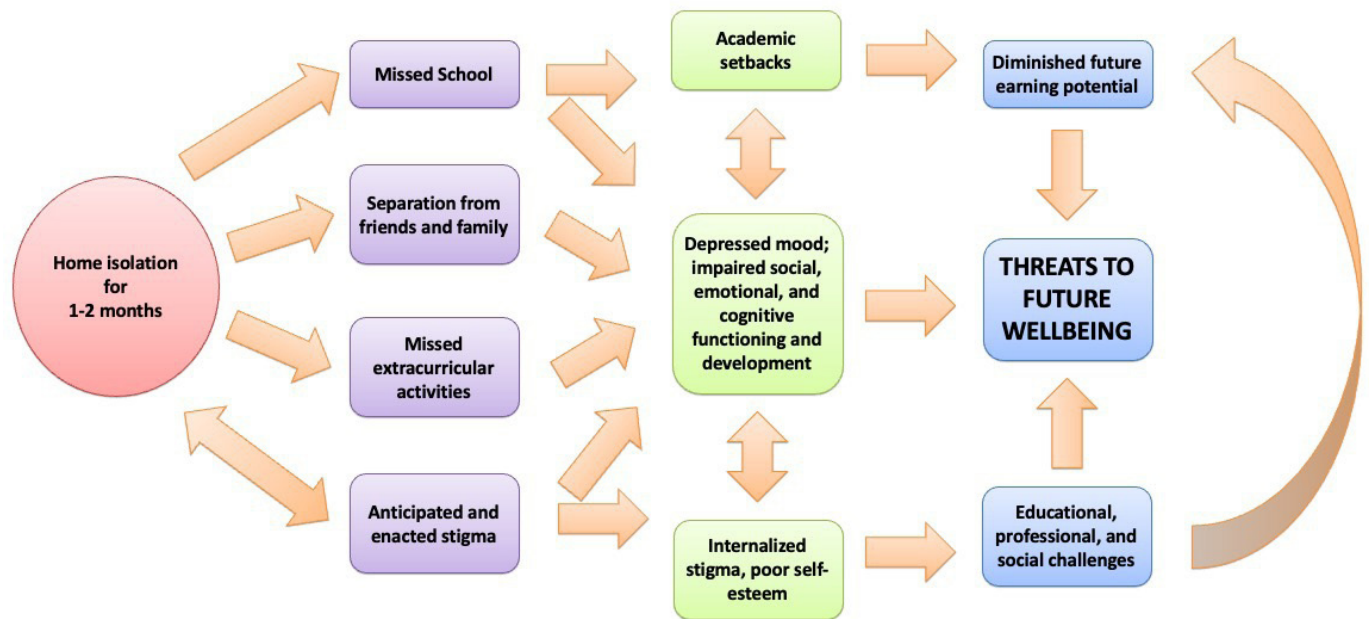 Home isolation
for
1-2 months
Missed School
Separation from
friends and family
Missed
extracurricular
activities
Anticipated and
enacted stigma
Academic
setbacks
Depressed mood;
impaired social,
emotional, and
cognitive
functioning and
development
Internalized
stigma, poor self-
esteem
Diminished future
earning potential
THREATS TO
FUTURE
WELLBEING
Educational,
professional, and
social challenges